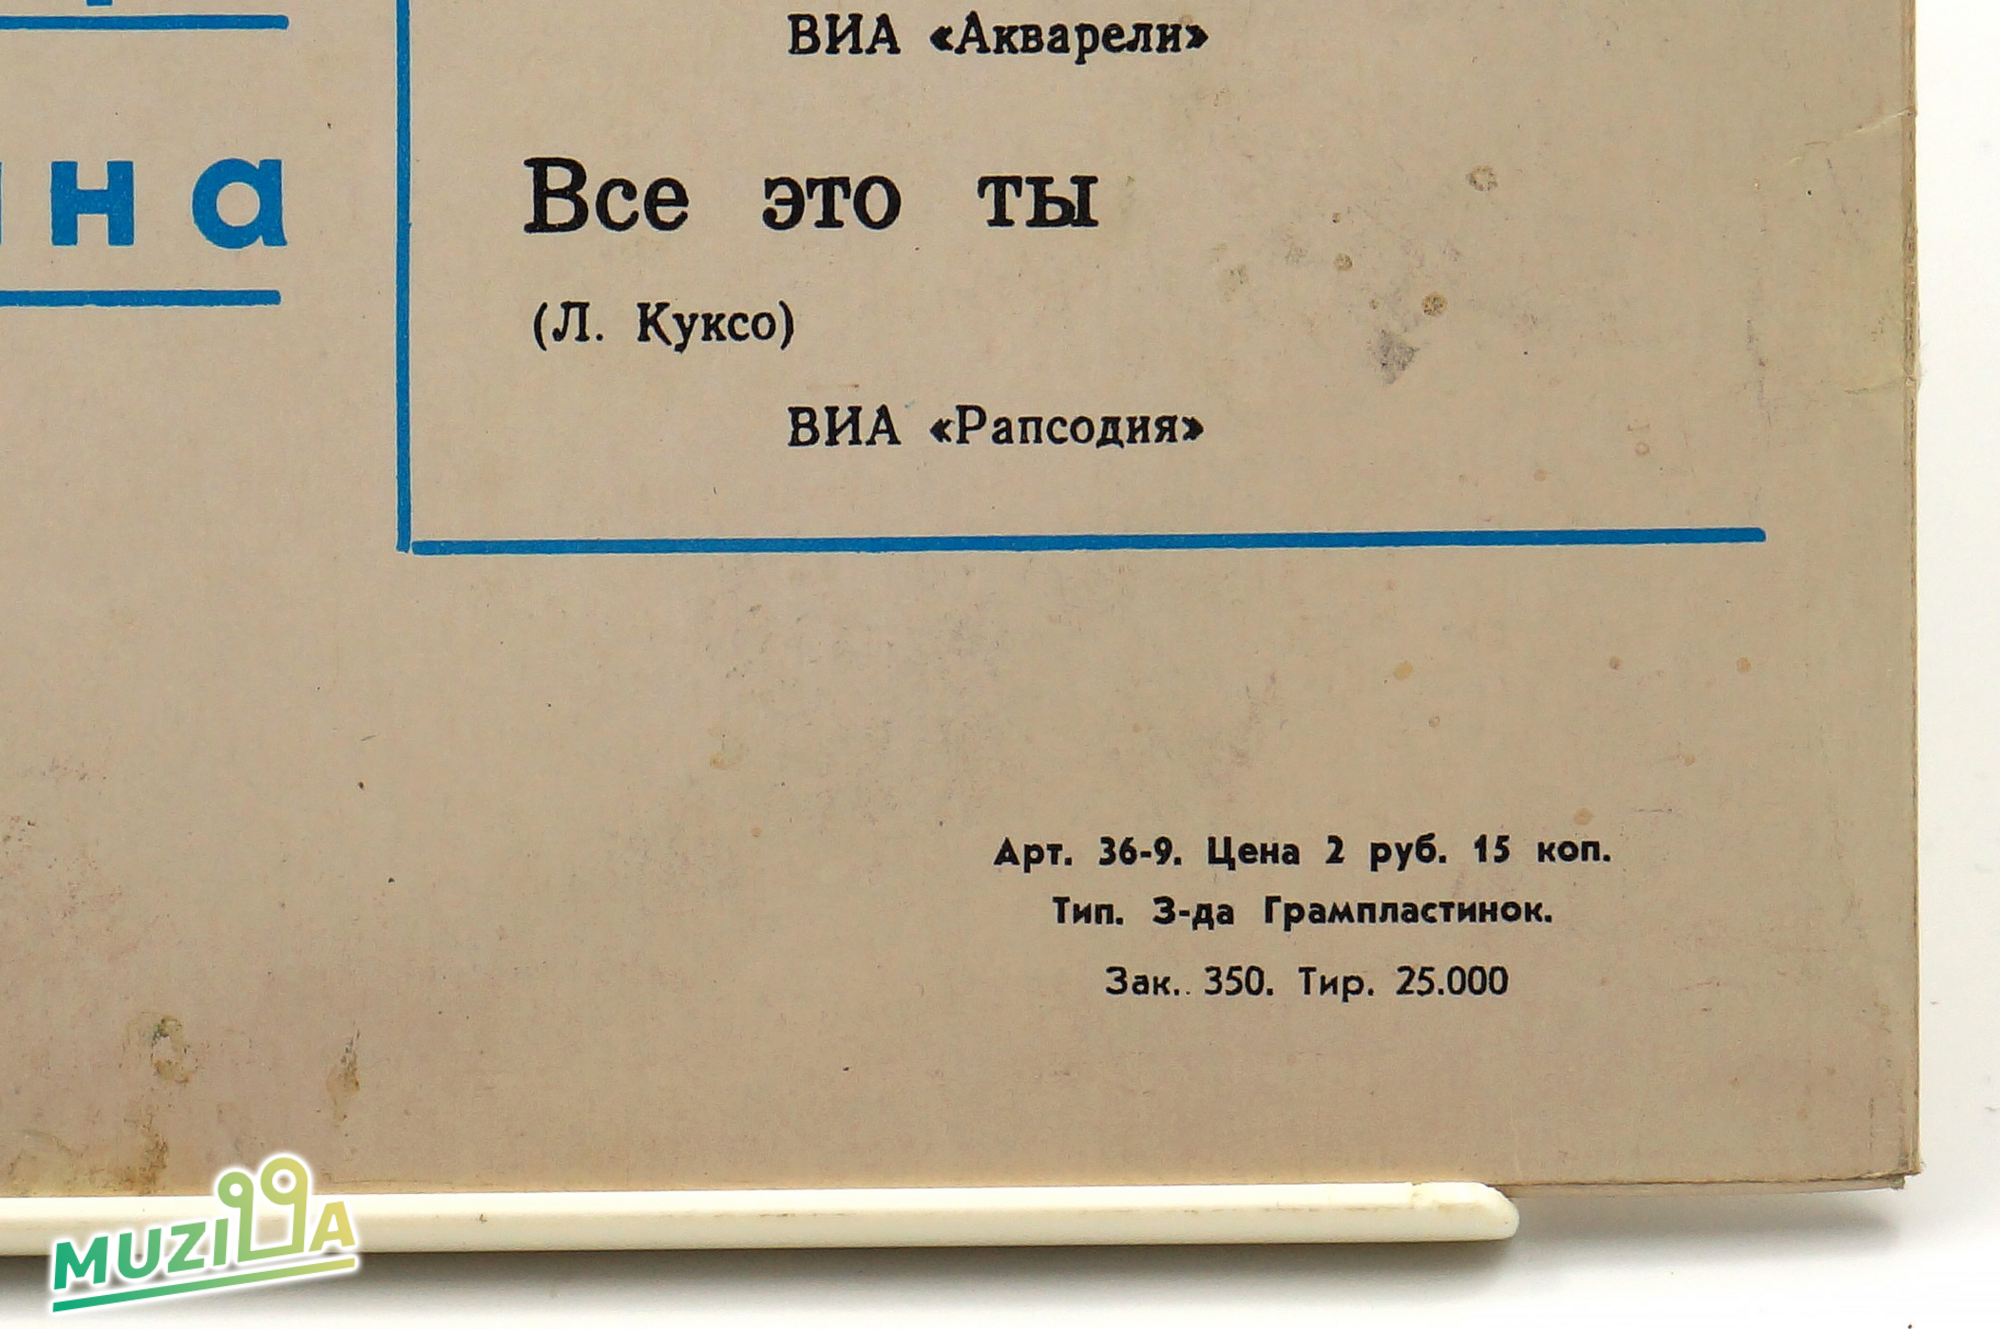 ВИА «Акварели»
на
Все это ты
(Л. Куксо)
ВИА «Рапсодия»
Арт. 36-9. Цена 2 руб. 15 коп.
Тип. З-да Грампластинок.
Зак.. 350. Тир. 25.000
MUZILLA